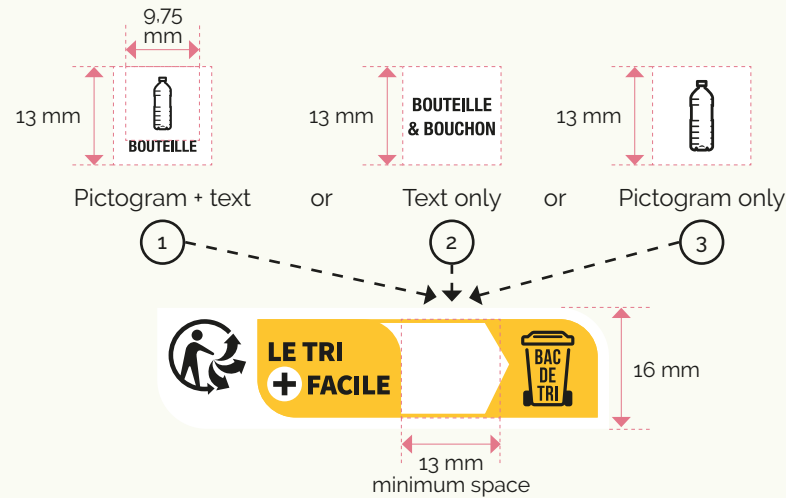 9,75
mm
13 mm
BOUTEILLE
13 mm
BOUTEILLE
& BOUCHON
13 mm
Pictogram + text
or
Text only
or
Pictogram only
1
2
3
LE TRI
+ FACILE
BAC
DE
TRI
16 mm
13 mm
minimum space